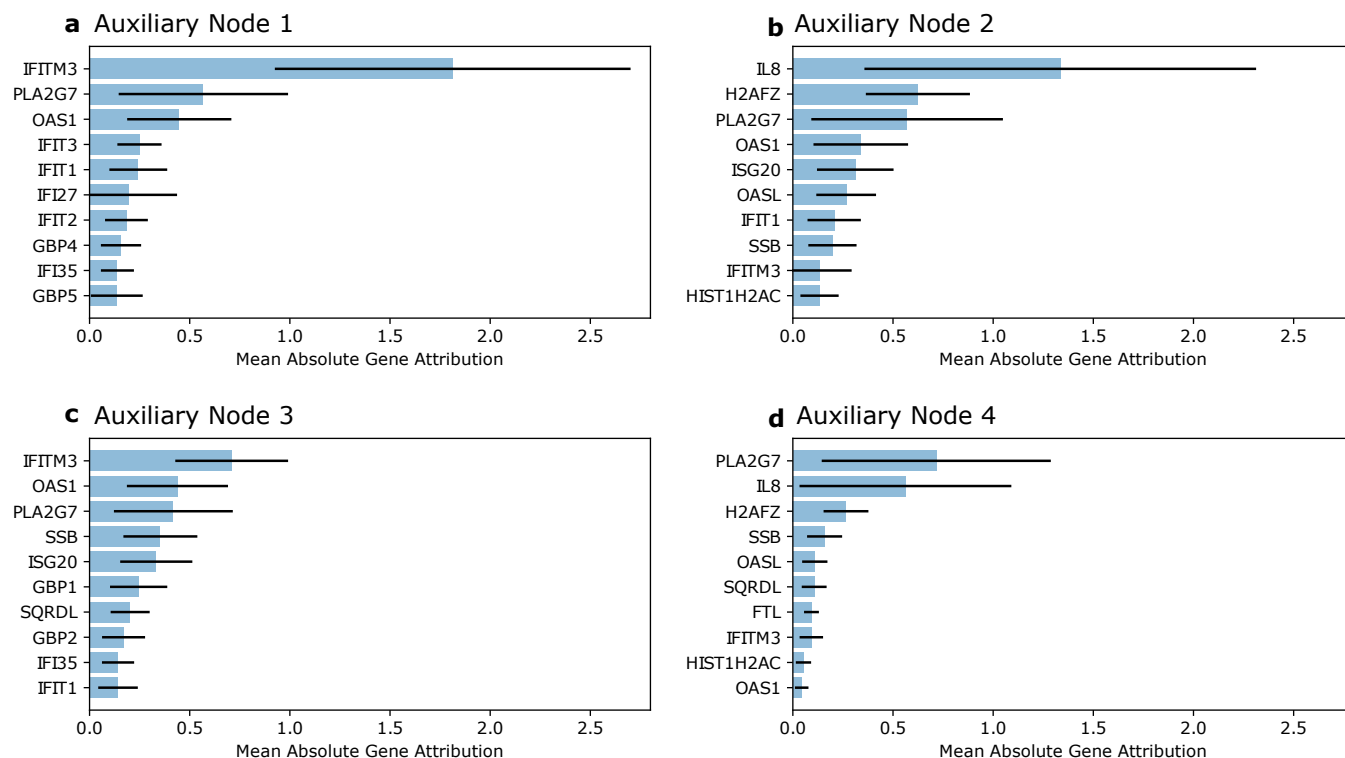 a Auxiliary Node 1
IFITM3
PLA2G7
OAS1
IFIT3
IFIT1
IFI27
IFIT2
GBP4
IFI35
GBP5
0.0 0.5 1.0 1.5 2.0 2.5
Mean Absolute Gene Attribution
b Auxiliary Node 2
IL8
H2AFZ
PLA2G7
OAS1
ISG20
OASL
IFIT1
SSB
IFITM3
HIST1H2AC
0.0 0.5 1.0 1.5 2.0 2.5
Mean Absolute Gene Attribution
c Auxiliary Node 3
IFITM3
OAS1
PLA2G7
SSB
ISG20
GBP1
SQRDL
GBP2
IFI35
IFIT1
0.0 0.5 1.0 1.5 2.0 2.5
Mean Absolute Gene Attribution
d Auxiliary Node 4
PLA2G7
IL8
H2AFZ
SSB
OASL
SQRDL
FTL
IFITM3
HIST1H2AC
OAS1
0.0 0.5 1.0 1.5 2.0 2.5
Mean Absolute Gene Attribution